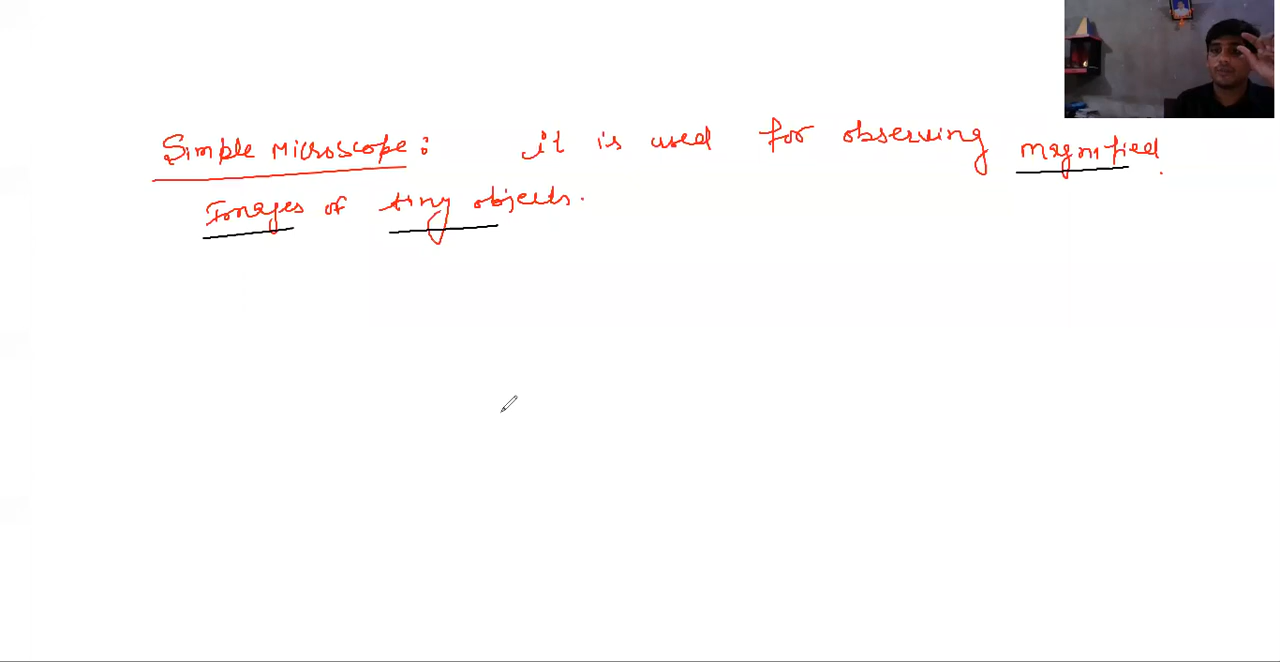 Simple Microscope: it is used for observing magnified
Images of tiny objects.